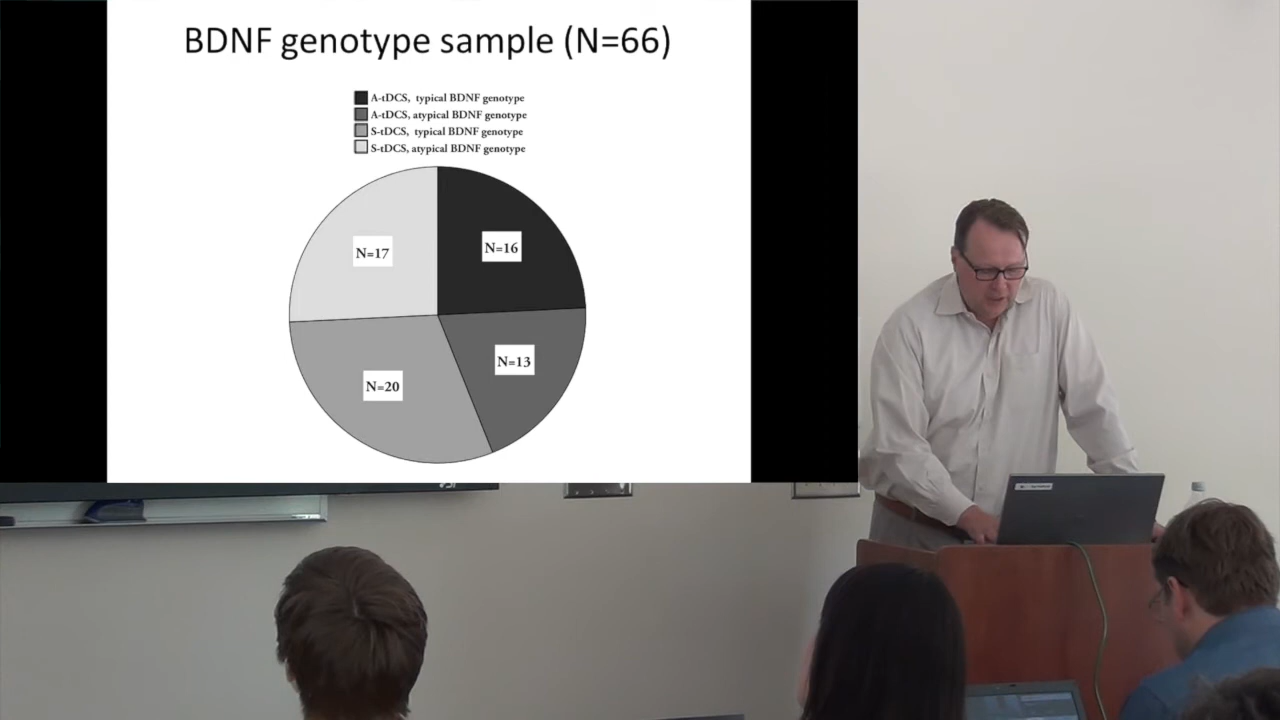 BDNF genotype sample (N=66)
A-tDCS, typical BDNF genotype
A-tDCS, atypical BDNF genotype
S-tDCS, typical BDNF genotype
S-tDCS, atypical BDNF genotype
N=17
N=16
N=13
N=20